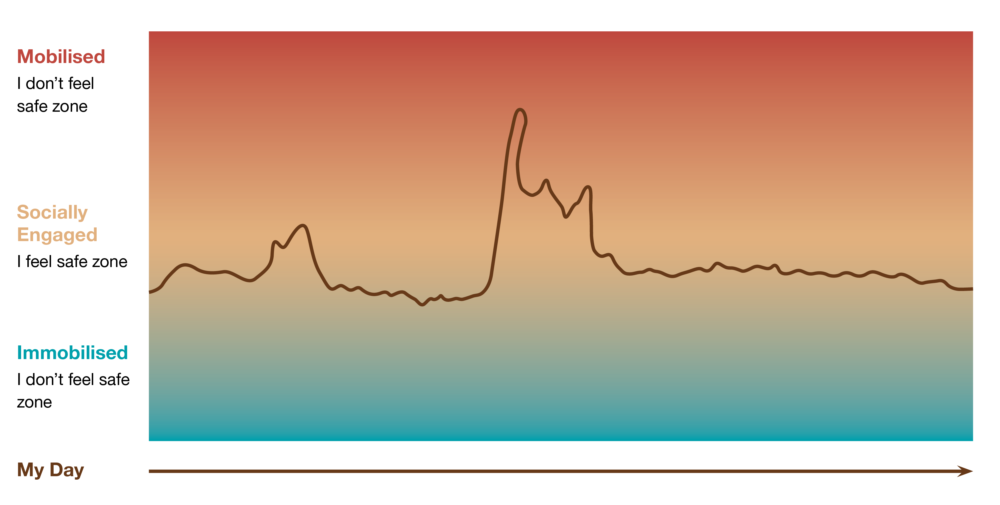 Mobilised
I don’t feel
safe zone
Socially
Engaged
I feel safe zone
Immobilised
I don’t feel safe
zone
My Day